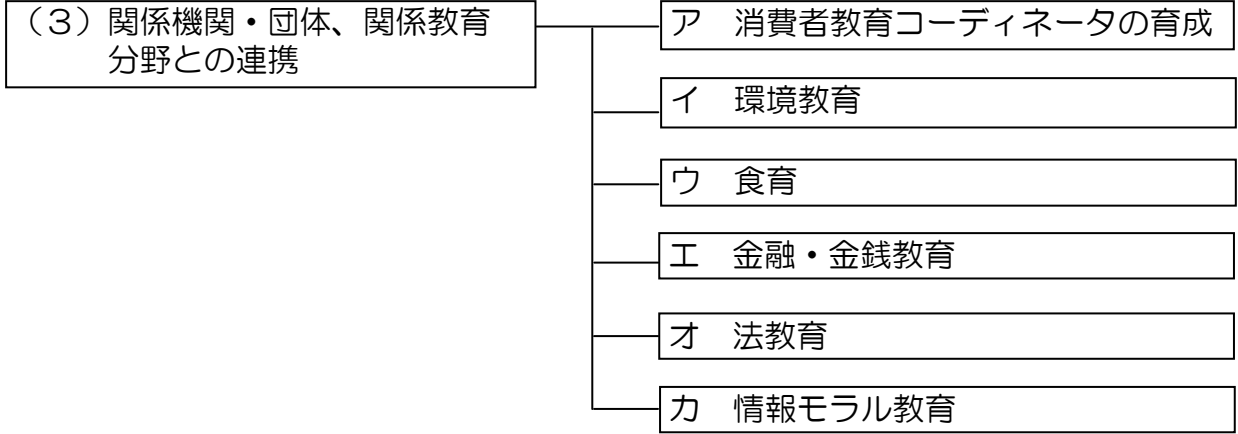 （３）関係機関・団体、関係教育
分野との連携
ア　消費者教育コーディネータの育成
イ　環境教育
ウ　食育
エ　金融・金銭教育
オ　法教育
カ　情報モラル教育